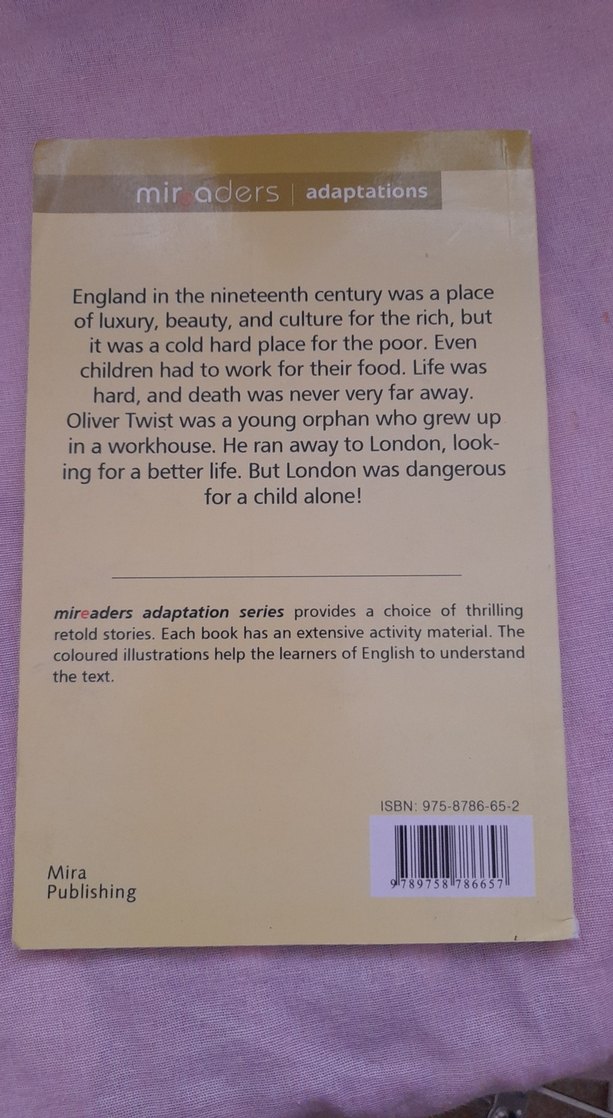 mireaders | adaptations
England in the nineteenth century was a place
of luxury, beauty, and culture for the rich, but
it was a cold hard place for the poor. Even
children had to work for their food. Life was
hard, and death was never very far away.
Oliver Twist was a young orphan who grew up
in a workhouse. He ran away to London, look-
ing for a better life. But London was dangerous
for a child alone!
mireaders adaptation series provides a choice of thrilling
retold stories. Each book has an extensive activity material. The
coloured illustrations help the learners of English to understand
the text.
ISBN: 975-8786-65-2
9 789758 786657
Mira
Publishing